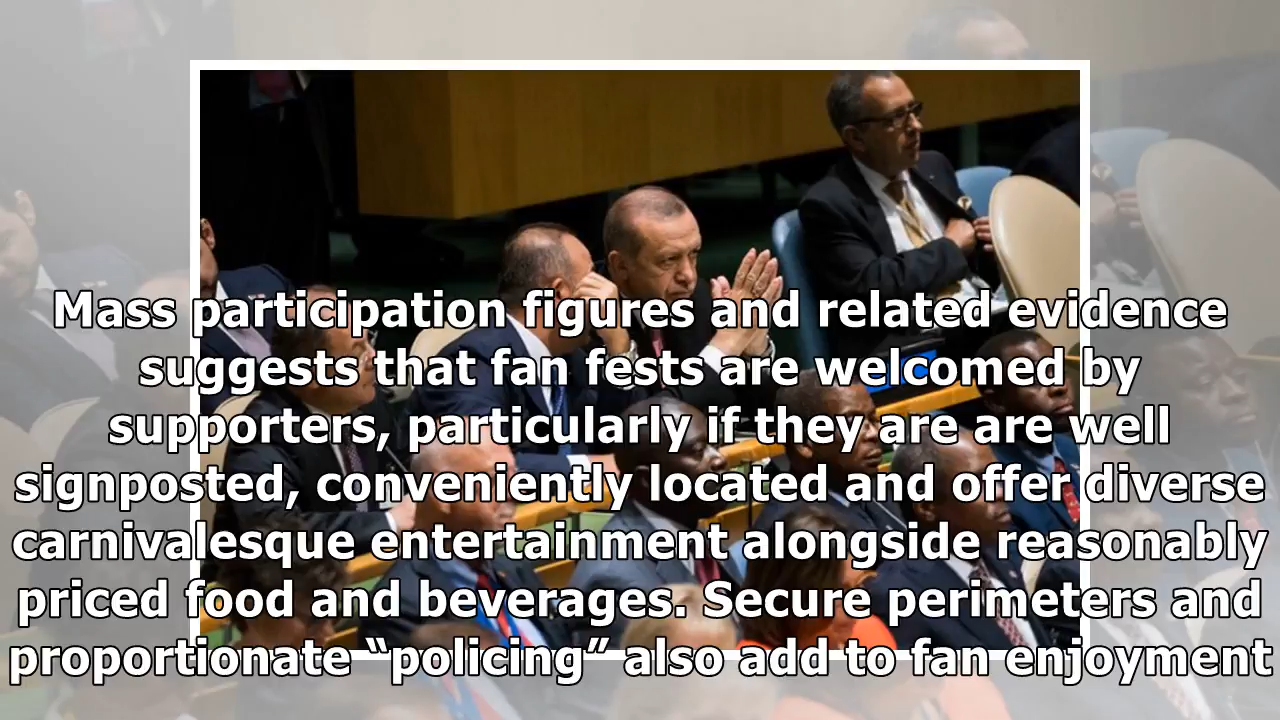 Mass participation figures and related evidence
suggests that fan fests are welcomed by
supporters, particularly if they are are well
signposted, conveniently located and offer diverse
carnivalesque entertainment alongside reasonably
priced food and beverages. Secure perimeters and
proportionate “policing” also add to fan enjoyment